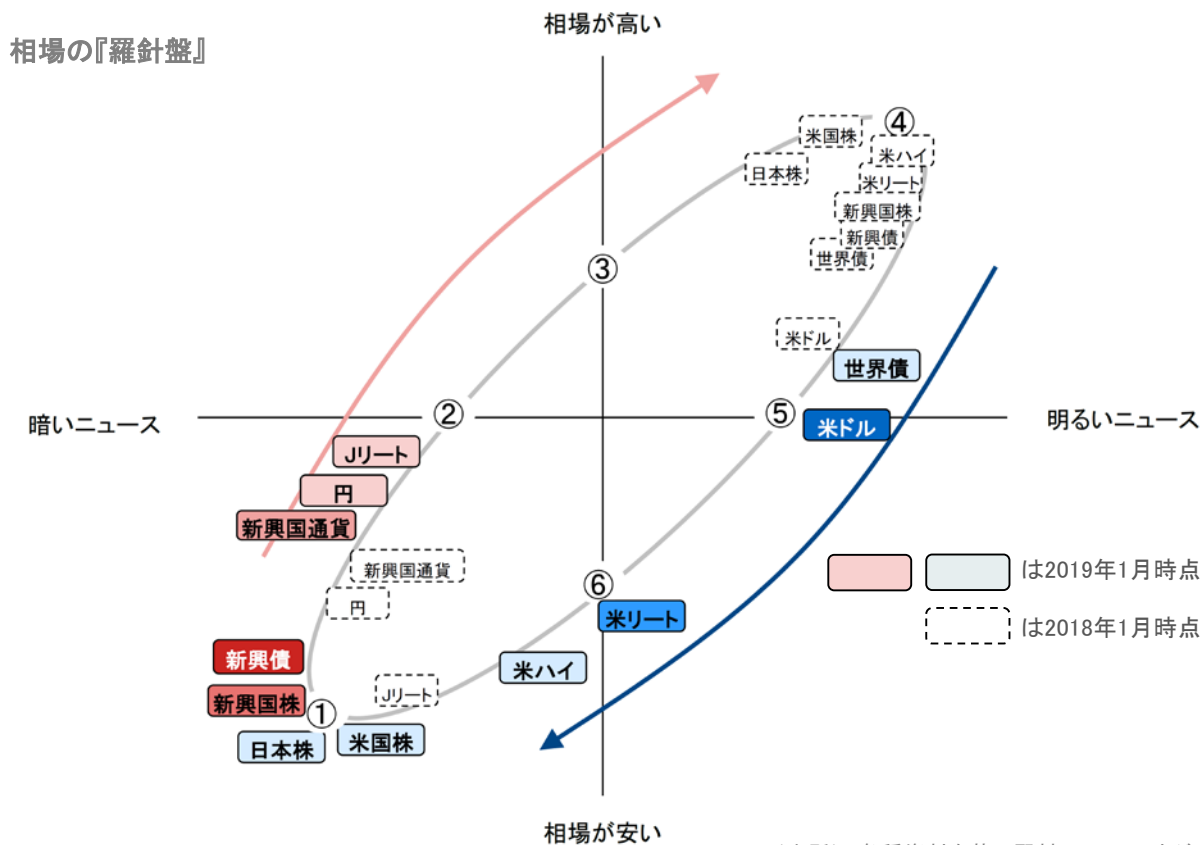 相場が高い
相場の『羅針盤』
④
米国株
米ハイ
日本株
米リート
新興国株
新興債
世界債
③
米ドル
世界債
暗いニュース
②
⑤
明るいニュース
米ドル
Jリート
円
新興国通貨
新興国通貨
は2019年1月時点
⑥
円
米リート
は2018年1月時点
新興債
米ハイ
新興国株
Jリート
①
日本株
米国株
相場が安い